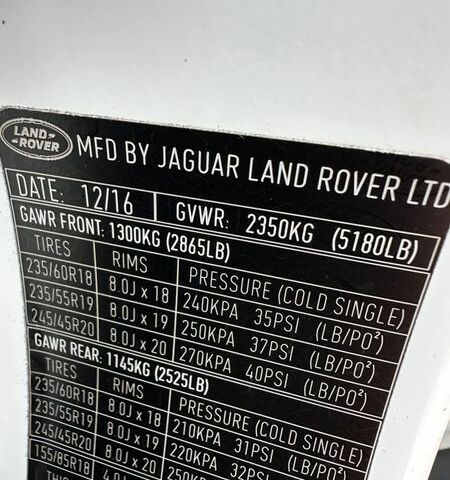 LAND-
-ROVER
MFD BY JAGUAR LAND ROVER LTD
DATE: 12/16 GVWR: 2350KG (5180LB)
GAWR FRONT: 1300KG (2865LB)
TIRES RIMS PRESSURE (COLD SINGLE)
235/60R18 8.0J x 18 240KPA 35PSI (LB/PO²)
235/55R19 8.0J x 19 250KPA 37PSI (LB/PO²)
245/45R20 8.0J x 20 270KPA 40PSI (LB/PO²)
GAWR REAR: 1145KG (2525LB)
TIRES RIMS PRESSURE (COLD SINGLE)
235/60R18 8.0J x 18 210KPA 31PSI (LB/PO²)
235/55R19 8.0J x 19 220KPA 32PSI (LB/PO²)
245/45R20 8.0J x 20 250KPA
155/85R18
THIS